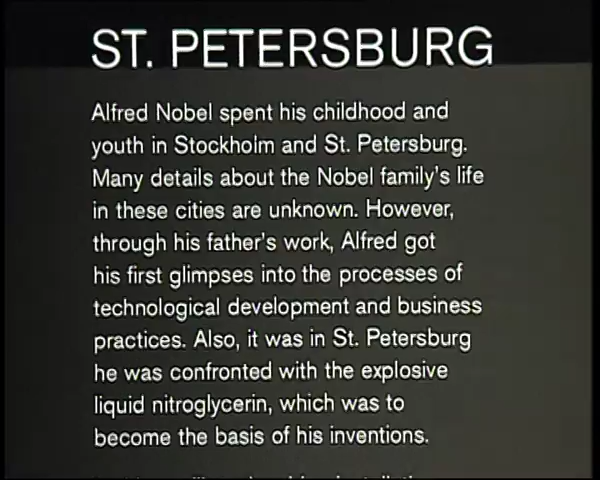 ST. PETERSBURG
Alfred Nobel spent his childhood and
youth in Stockholm and St. Petersburg.
Many details about the Nobel family's life
in these cities are unknown. However,
through his father's work, Alfred got
his first glimpses into the processes of
technological development and business
practices. Also, it was in St. Petersburg
he was confronted with the explosive
liquid nitroglycerin, which was to
become the basis of his inventions.